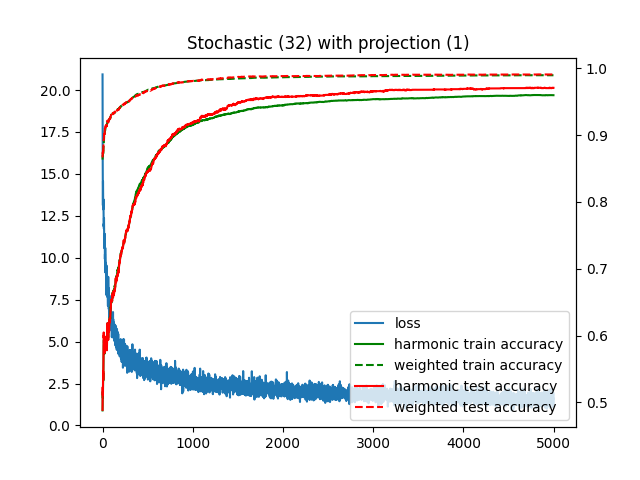 Stochastic (32) with projection (1)
20.0
17.5
15.0
12.5
10.0
7.5
5.0
2.5
0.0
1.0
0.9
0.8
0.7
0.6
0.5
loss
harmonic train accuracy
weighted train accuracy
harmonic test accuracy
weighted test accuracy
0 1000 2000 3000 4000 5000